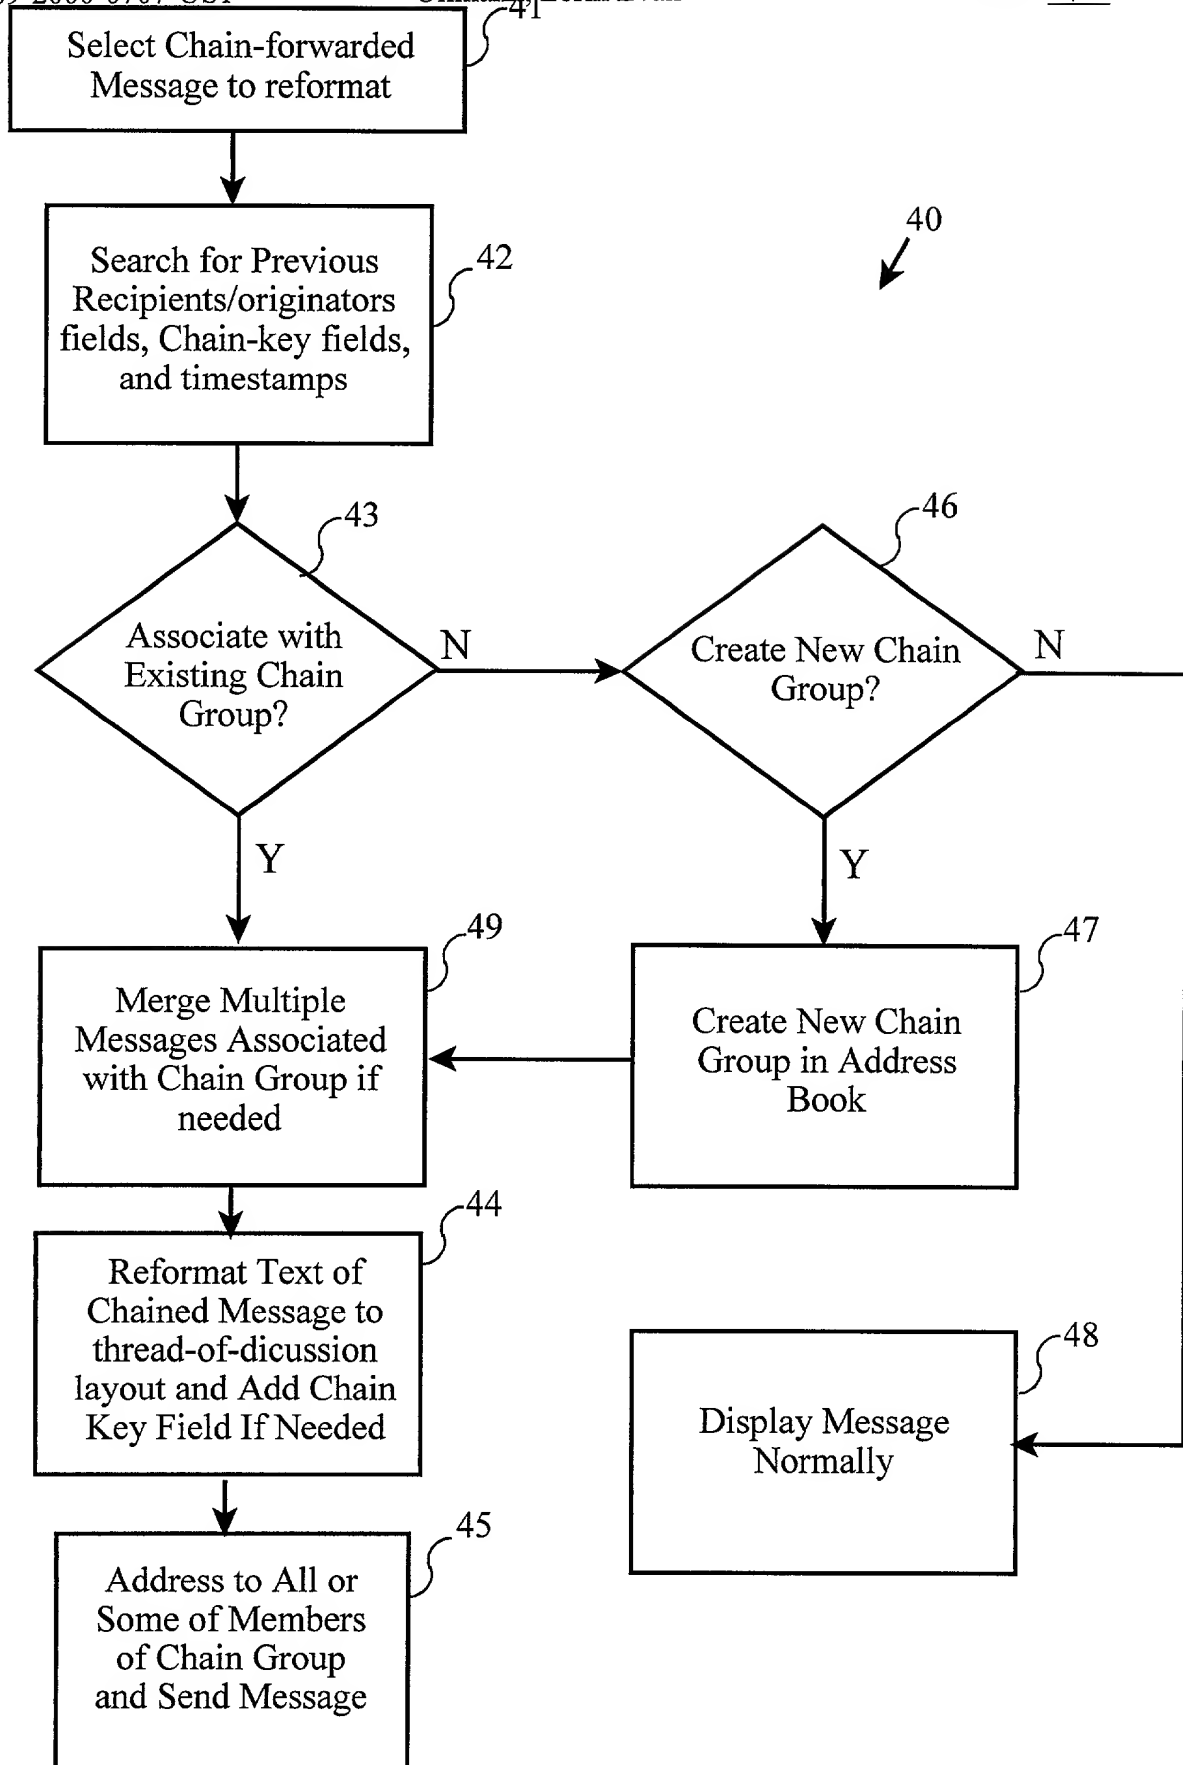 41
Select Chain-forwarded
Message to reformat
40
42
Search for Previous
Recipients/originators
fields, Chain-key fields,
and timestamps
43
46
Associate with
Existing Chain
Group?
N
Create New Chain
Group?
N
Y
Y
49
47
Merge Multiple
Messages Associated
with Chain Group if
needed
Create New Chain
Group in Address
Book
44
Reformat Text of
Chained Message to
thread-of-dicussion
layout and Add Chain
Key Field If Needed
48
Display Message
Normally
45
Address to All or
Some of Members
of Chain Group
and Send Message